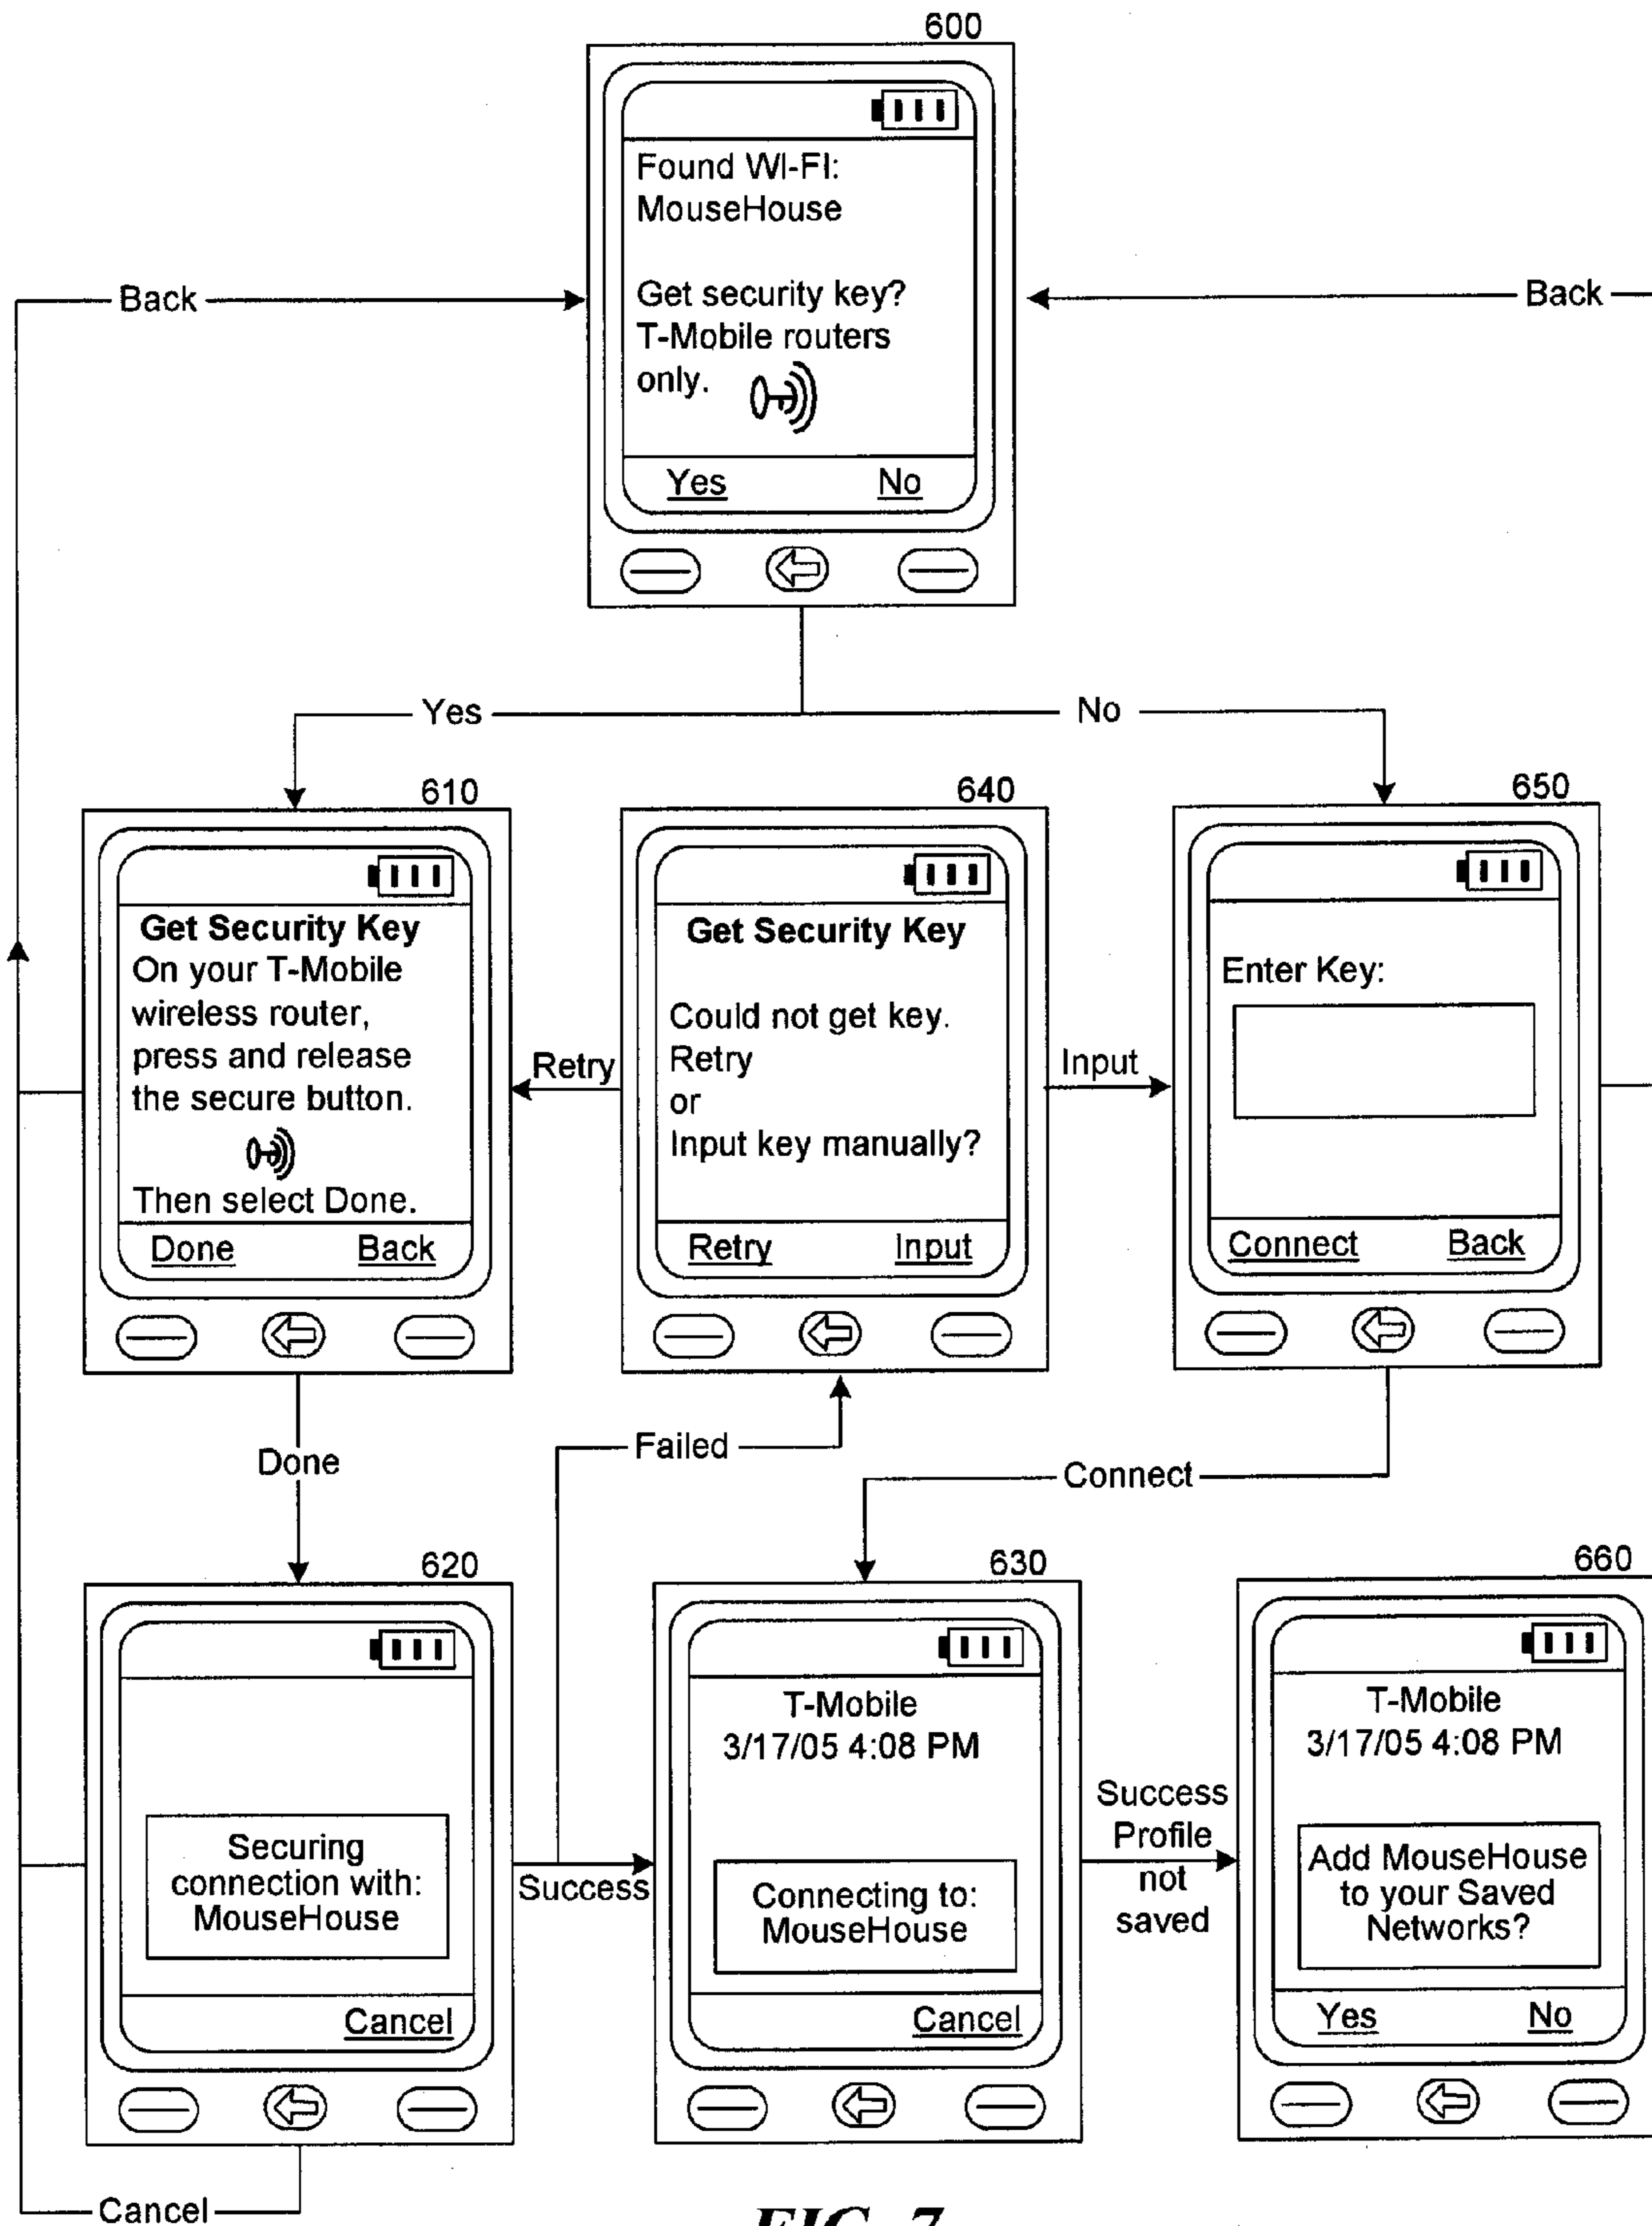 600
Found WI-FI:
MouseHouse
Get security key?
T-Mobile routers
only.
Yes No
Back
Back
Yes
No
610
Get Security Key
On your T-Mobile
wireless router,
press and release
the secure button.
Then select Done.
Done Back
Retry
640
Get Security Key
Could not get key.
Retry
or
Input key manually?
Retry Input
Input
650
Enter Key:
Connect Back
Done
Failed
Connect
620
Securing
connection with:
MouseHouse
Cancel
Success
630
T-Mobile
3/17/05 4:08 PM
Connecting to:
MouseHouse
Cancel
Success
Profile
not
saved
660
T-Mobile
3/17/05 4:08 PM
Add MouseHouse
to your Saved
Networks?
Yes No
Cancel
FIG. 7